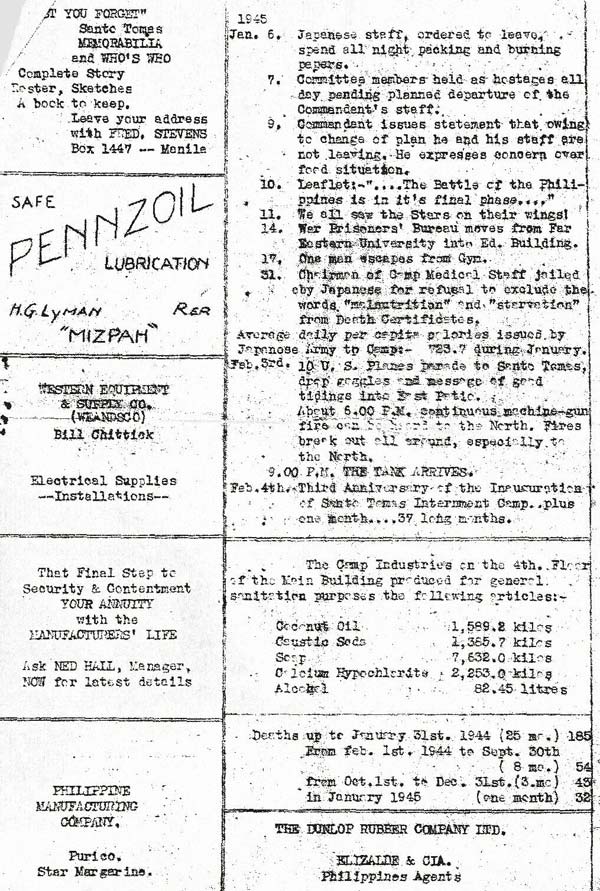 ST YOU FORGET"
Santo Tomas
MEMORABILIA
and WHO'S WHO
Complete Story
Roster, Sketches
A book to keep.
Leave your address
with FRED. STEVENS
Box 1447 -- Manila
SAFE
PENNZOIL
LUBRICATION
H.G. LYMAN REP
"MIZPAH"
WESTERN EQUIPMENT
& SUPPLY CO.
(WEANDSCO)
Bill Chittick
Electrical Supplies
--Installations--
That Final Step to
Security & Contentment
YOUR ANNUITY
with the
MANUFACTURERS' LIFE
Ask NED HALL, Manager,
NOW for latest details
PHILIPPINE
MANUFACTURING
COMPANY.
Purico.
Star Margarine.
1945
Jan. 6. Japanese staff, ordered to leave,
spend all night packing and burning
papers.
7. Committee members held as hostages all
day pending planned departure of the
Commandant's staff.
9. Commandant issues statement that owing
to change of plan he and his staff are
not leaving. He expresses concern over
food situation.
10. Leaflet:-"....The Battle of the Phili-
ppines is in it's final phase...."
11. We all saw the Stars on their wings!
14. War Prisoners' Bureau moves from Far
Eastern University into Ed. Building.
17. One man escapes from Gym.
31. Chairman of Camp Medical Staff jailed
by Japanese for refusal to exclude the
words "malnutrition" and "starvation"
from Death Certificates.
Average daily per capita calories issued by
Japanese Army to Camp:- 723.7 during January.
Feb.3rd. 10 U. S. Planes parade to Santo Tomas,
drop goggles and message of good
tidings into East Patio.
About 6.00 P.M. continuous machine-gun
fire can be heard to the North. Fires
break out all around, especially to
the North.
9.00 P.M. THE TANK ARRIVES.
Feb.4th. Third Anniversary of the Inauguration
of Santo Tomas Internment Camp..plus
one month....37 long months.
The Camp Industries on the 4th. Floor
of the Main Building produced for general
sanitation purposes the following articles:-
Coconut Oil 1,589.2 kilos
Caustic Soda 1,365.7 kilos
Soap 7,632.0 kilos
Calcium Hypochlorite 2,253.0 kilos
Alcohol 82.45 litres
Deaths up to January 31st. 1944 (25 mo.) 185
From feb. 1st. 1944 to Sept. 30th
( 8 mo.) 54
from Oct.1st. to Dec. 31st.(3.mo) 43
in January 1945 (one month) 32
THE DUNLOP RUBBER COMPANY LTD.
ELIZALDE & CIA.
Philippines Agents